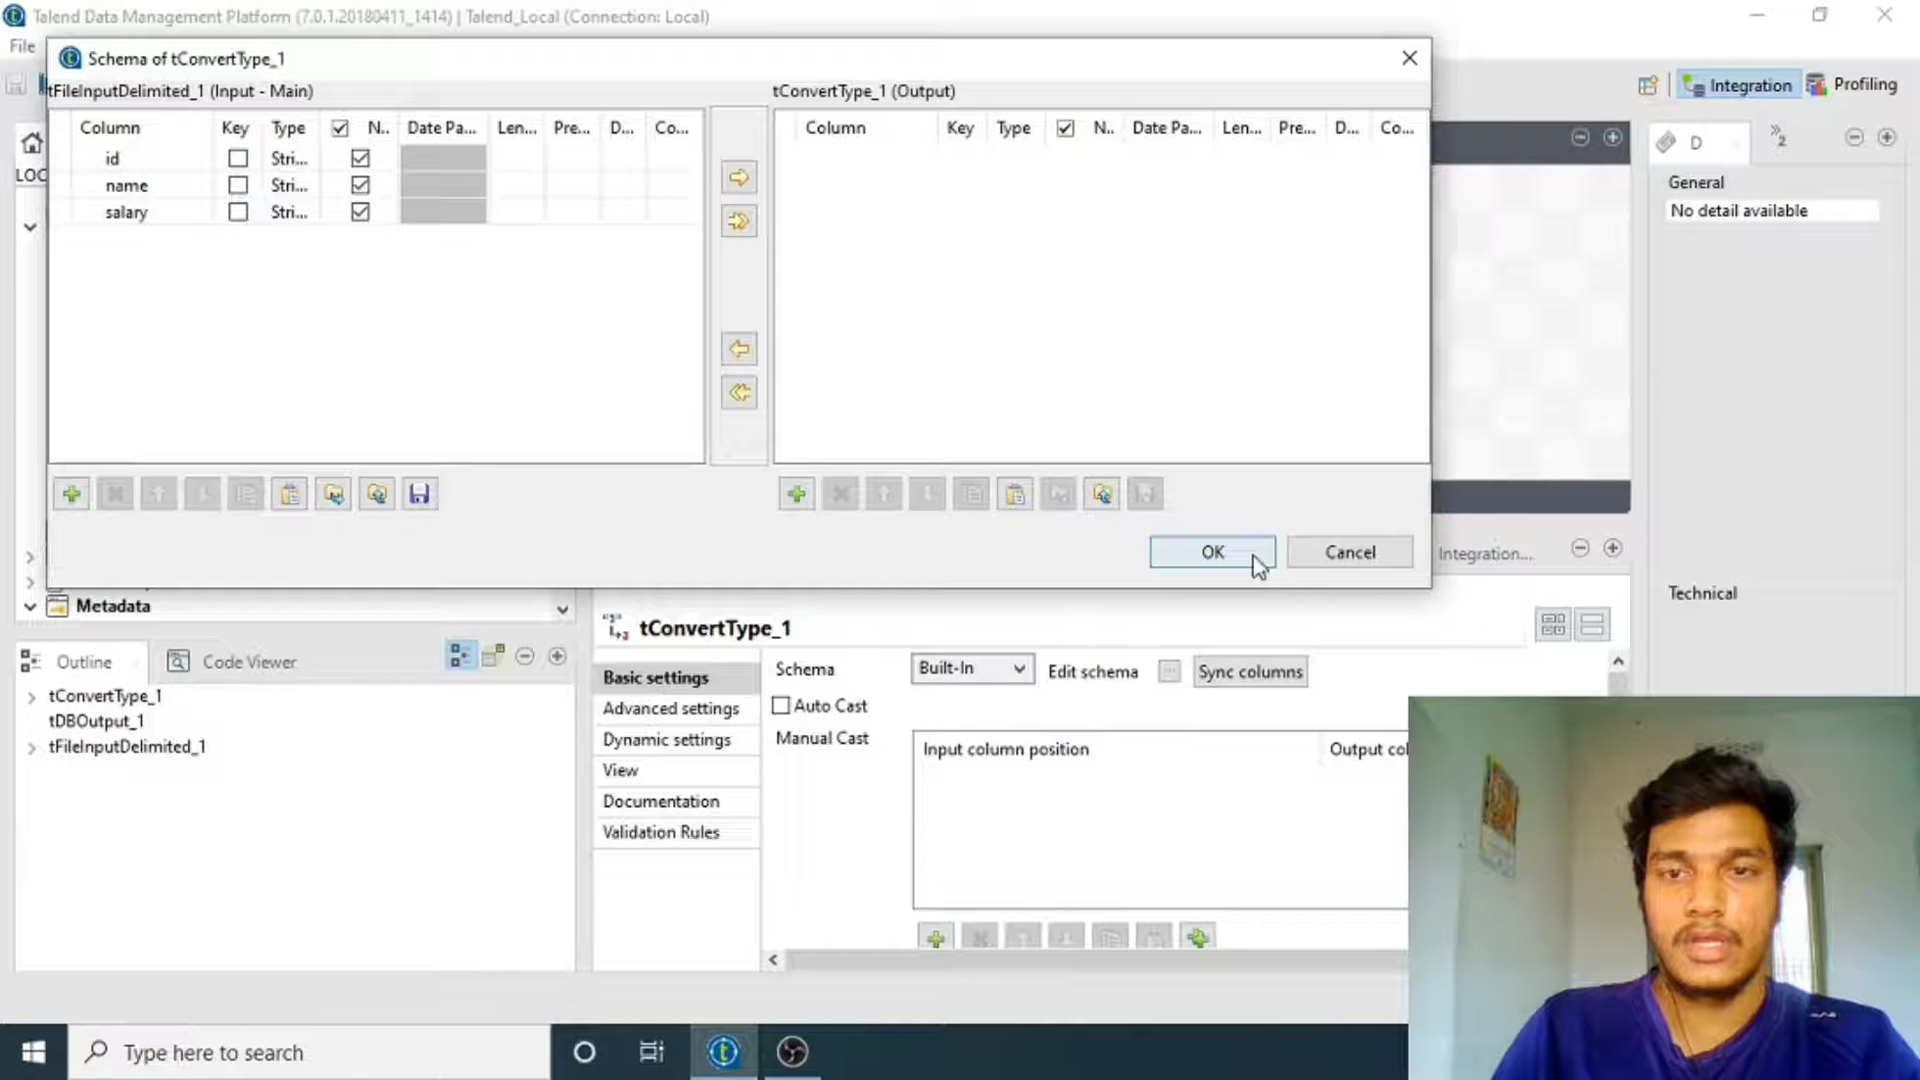 Talend Data Management Platform (7.0.1.20180411_1414) | Talend_Local (Connection: Local)
File
Schema of tConvertType_1
tFileInputDelimited_1 (Input - Main)
tConvertType_1 (Output)
Column Key Type N.. Date Pa... Len... Pre... D... Co...
Column Key Type N.. Date Pa... Len... Pre... D... Co...
id Stri...
name Stri...
salary Stri...
OK
Cancel
Integration
Profiling
LOC
D
2
General
No detail available
Integration...
Technical
Metadata
Outline
Code Viewer
tConvertType_1
tDBOutput_1
tFileInputDelimited_1
tConvertType_1
Basic settings
Advanced settings
Dynamic settings
View
Documentation
Validation Rules
Schema
Built-In
Edit schema
Sync columns
Auto Cast
Manual Cast
Input column position
Output col
Type here to search